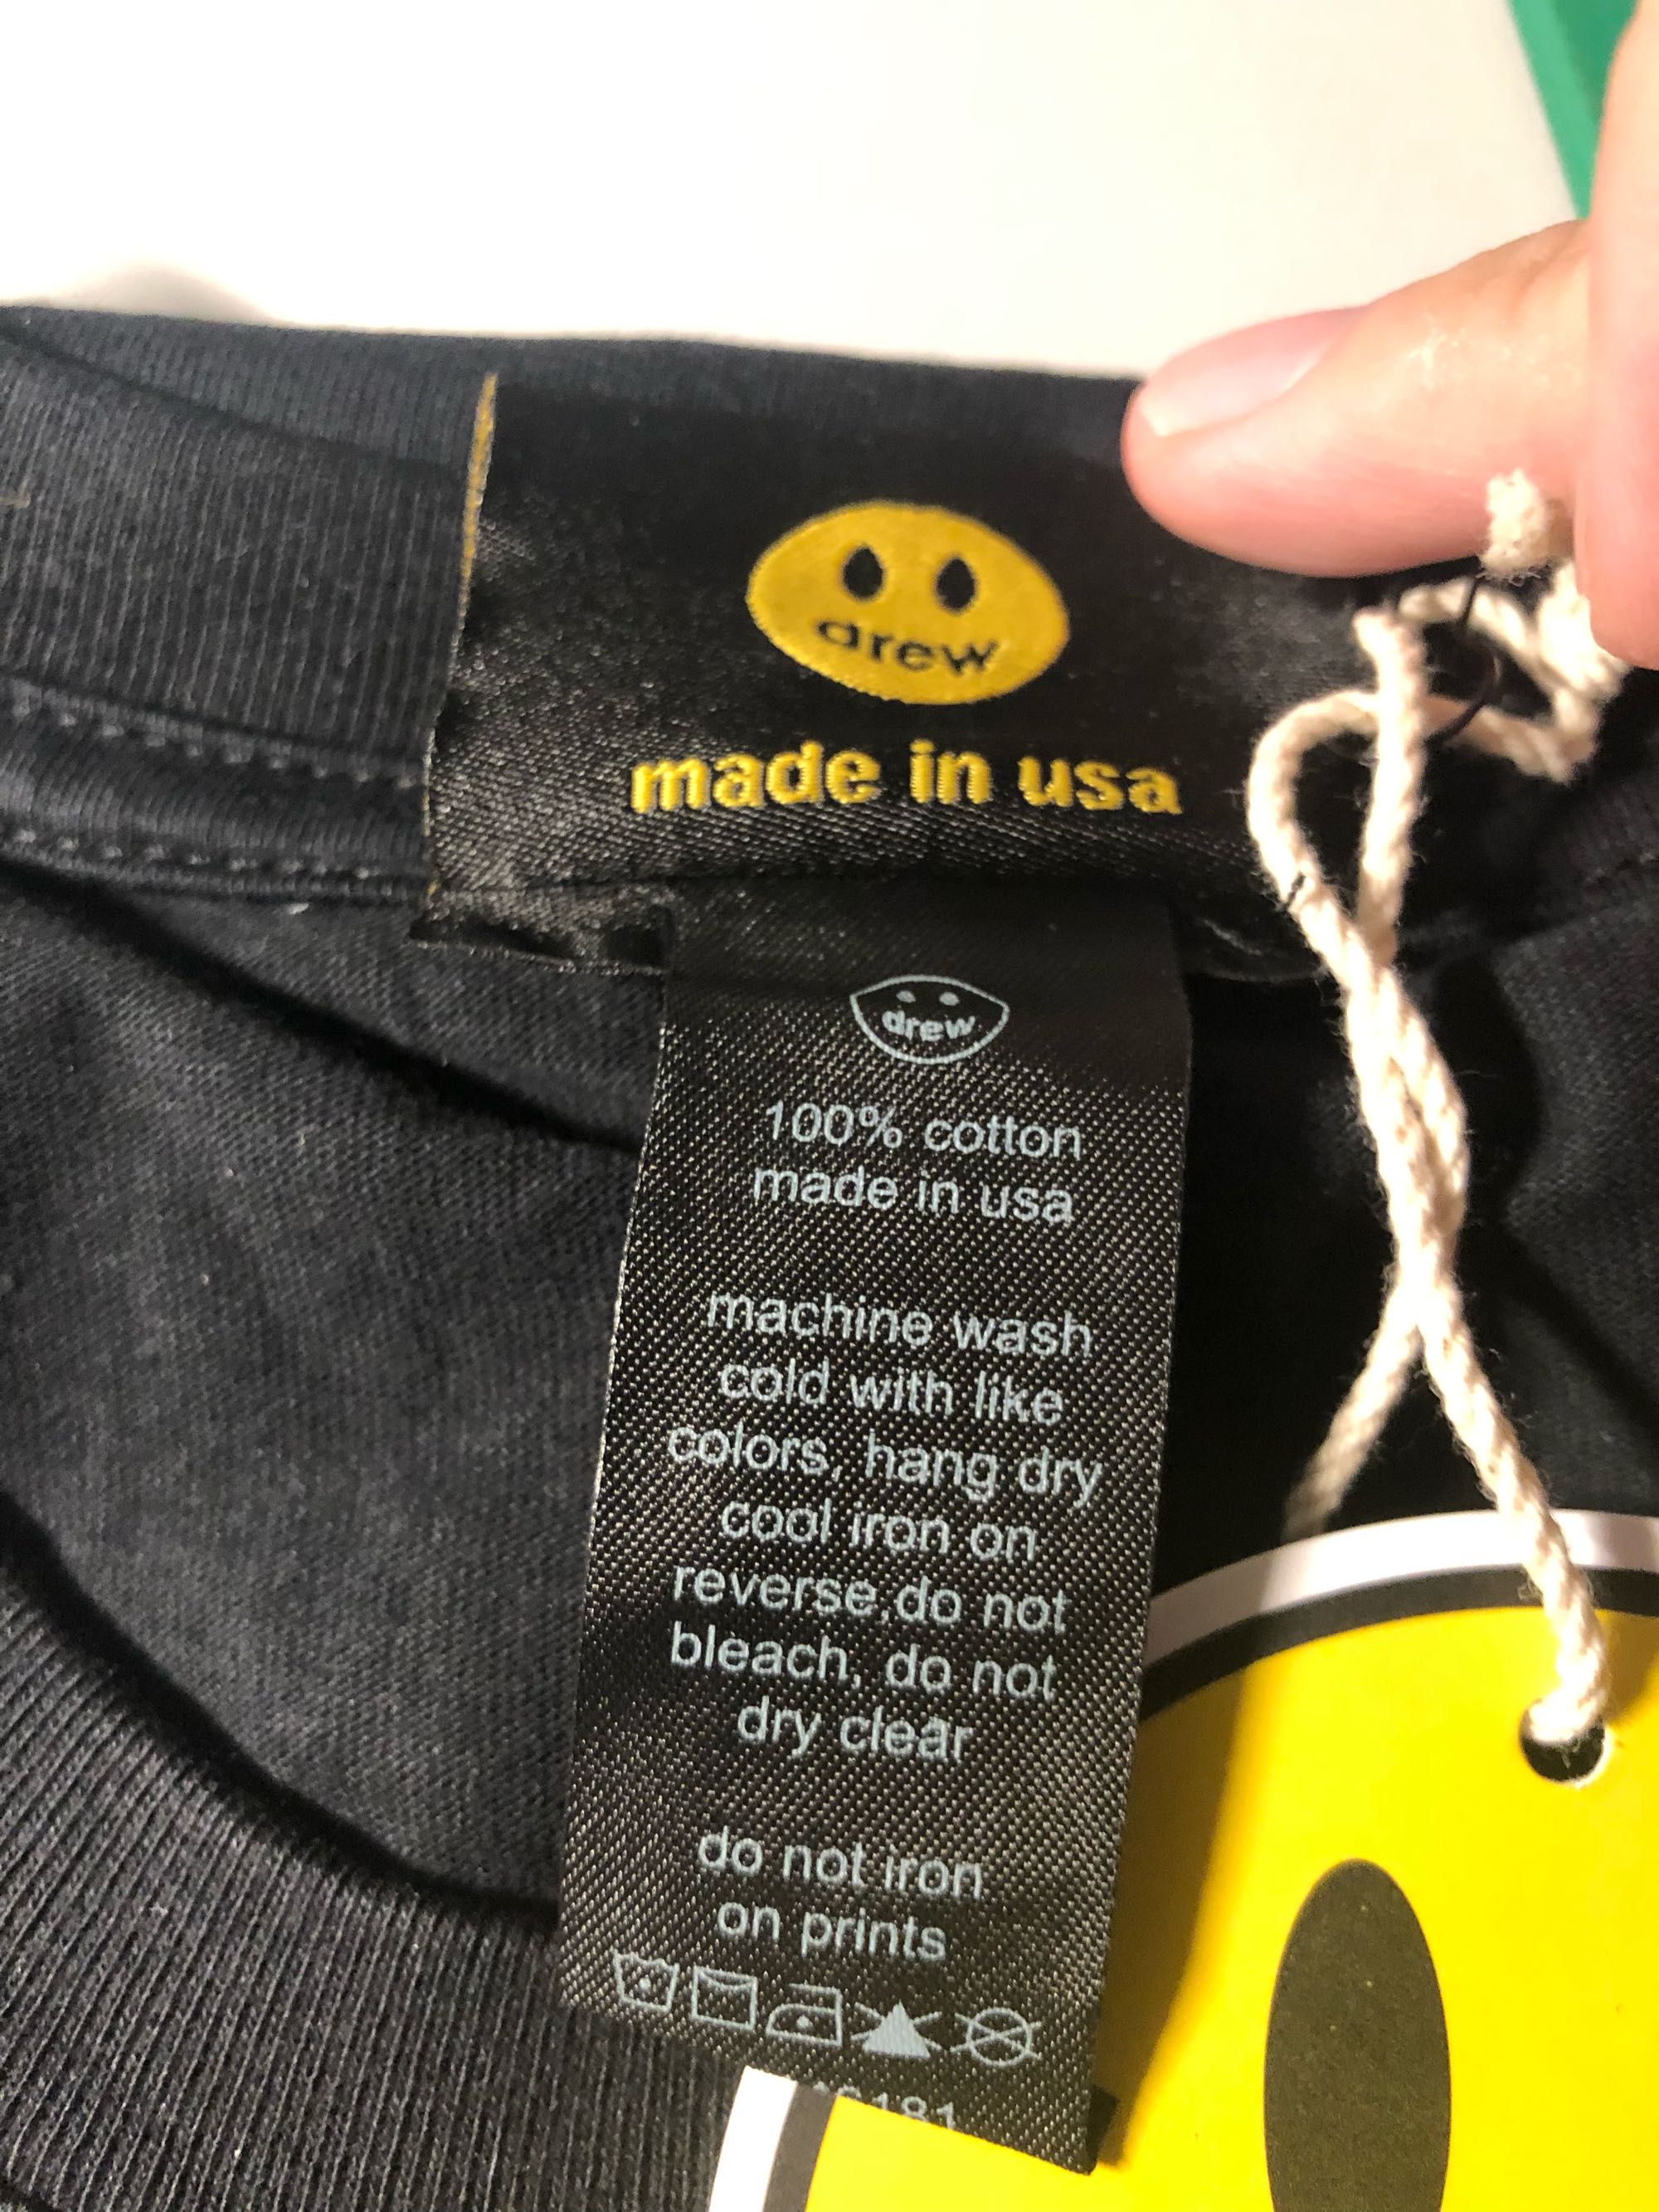 drew
made in usa
drew
100% cotton
made in usa
machine wash
cold with like
colors, hang dry
cool iron on
reverse,do not
bleach, do not
dry clear
do not iron
on prints